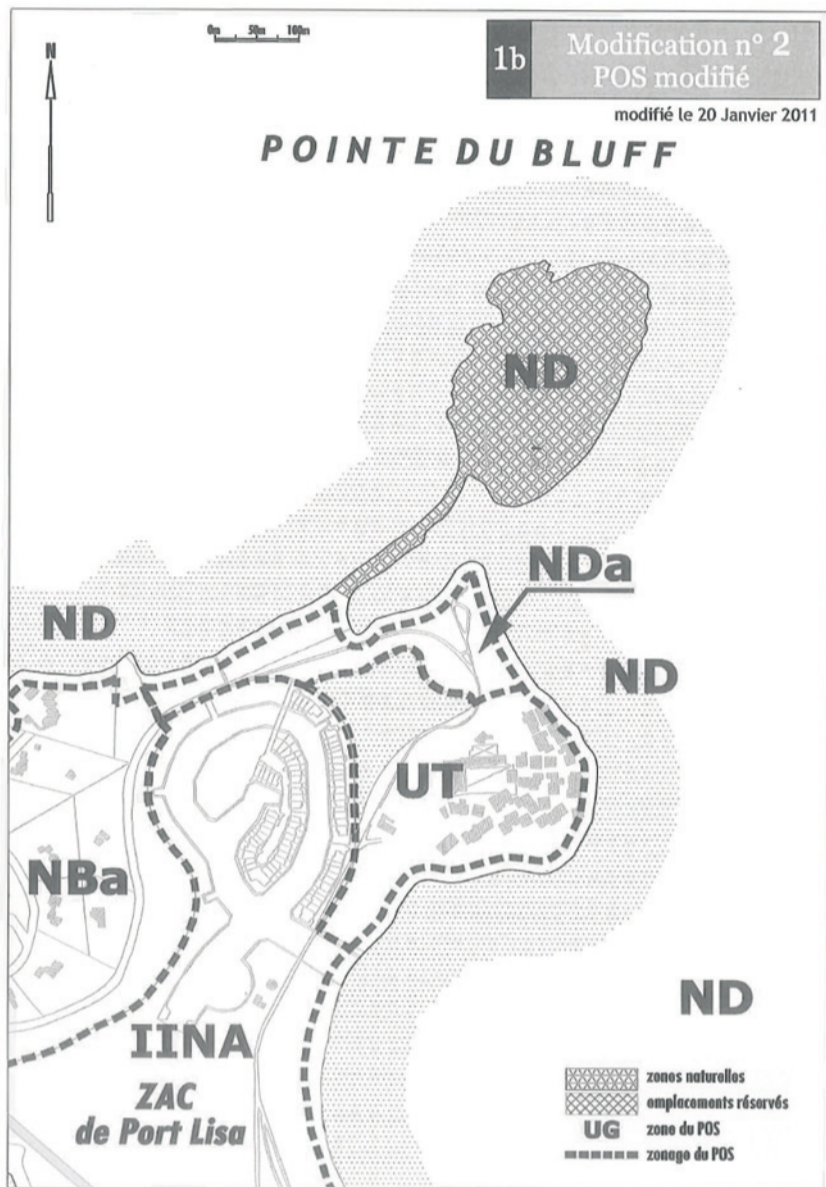 N
0m 50m 100m
1b
Modification n° 2
POS modifié
modifié le 20 Janvier 2011
POINTE DU BLUFF
ND
NDa
ND
ND
UT
NBa
ND
IINA
ZAC
de Port Lisa
zones naturelles
emplacements réservés
UG zone du POS
zonage du POS